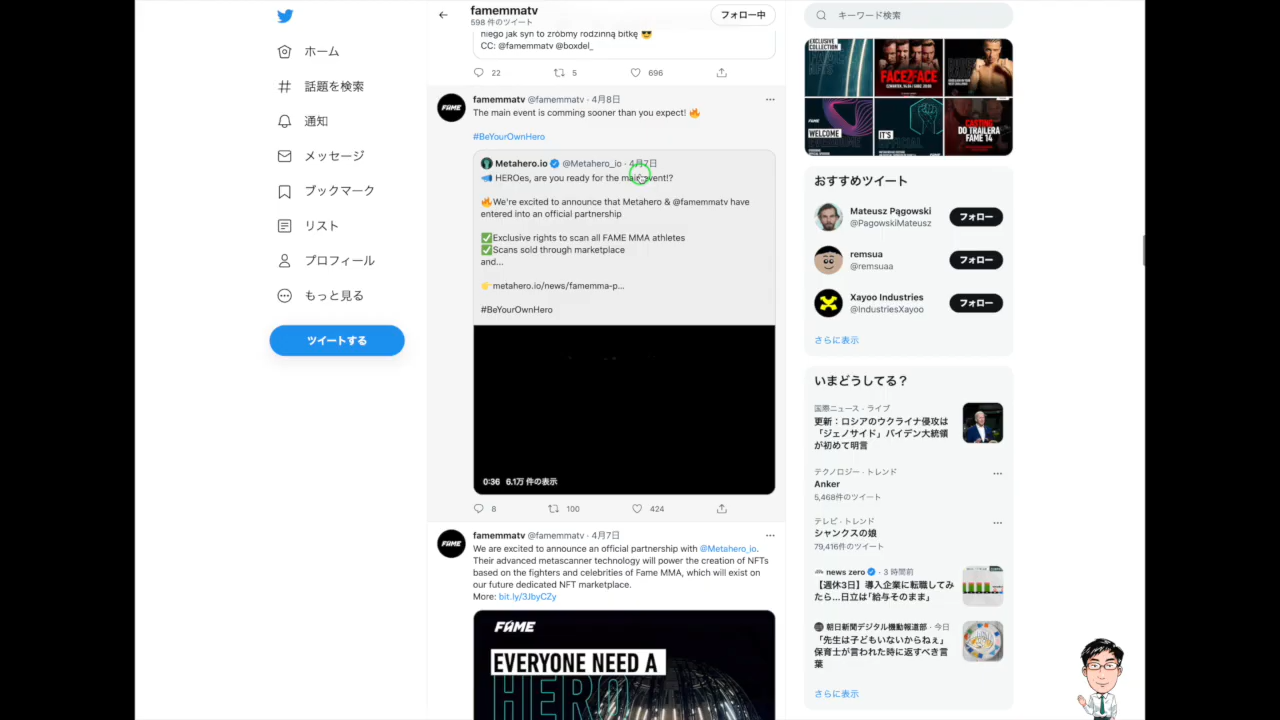 ホーム
話題を検索
通知
メッセージ
ブックマーク
リスト
プロフィール
もっと見る
ツイートする
famemmatv
598 件のツイート
フォロー中
niego jak syn to zróbmy rodzinną bitkę 😎
CC: @famemmatv @boxdel_
22
5
696
FAME
famemmatv @famemmatv · 4月8日
The main event is comming sooner than you expect! 🔥
#BeYourOwnHero
Metahero.io @Metahero_io · 4月7日
📣 HEROes, are you ready for the main event!?
🔥We're excited to announce that Metahero & @famemmatv have
entered into an official partnership
✅Exclusive rights to scan all FAME MMA athletes
✅Scans sold through marketplace
and...
👉 metahero.io/news/famemma-p...
#BeYourOwnHero
0:36 6.1万 件の表示
8
100
424
FAME
famemmatv @famemmatv · 4月7日
We are excited to announce an official partnership with @Metahero_io.
Their advanced metascanner technology will power the creation of NFTs
based on the fighters and celebrities of Fame MMA, which will exist on
our future dedicated NFT marketplace.
More: bit.ly/3JbyCZy
FAME
EVERYONE NEED A
HERO
キーワード検索
EXCLUSIVE
COLLECTION
FACE2FACE
WELCOME
IT'S
OFFICIAL
CASTING
DO TRAILERA
FAME 14
おすすめツイート
Mateusz Pągowski
@PagowskiMateusz
フォロー
remsua
@remsuaa
フォロー
Xayoo Industries
@IndustriesXayoo
フォロー
さらに表示
いまどうしてる？
国際ニュース · ライブ
更新：ロシアのウクライナ侵攻は
「ジェノサイド」バイデン大統領
が初めて明言
テクノロジー · トレンド
Anker
5,468件のツイート
テレビ · トレンド
シャンクスの娘
79,416件のツイート
news zero · 3 時間前
【週休3日】導入企業に転職してみ
たら…日立は｢給与そのまま｣
朝日新聞デジタル機動報道部 · 今日
「先生は子どもいないからねぇ」
保育士が言われた時に返すべき言
葉
さらに表示